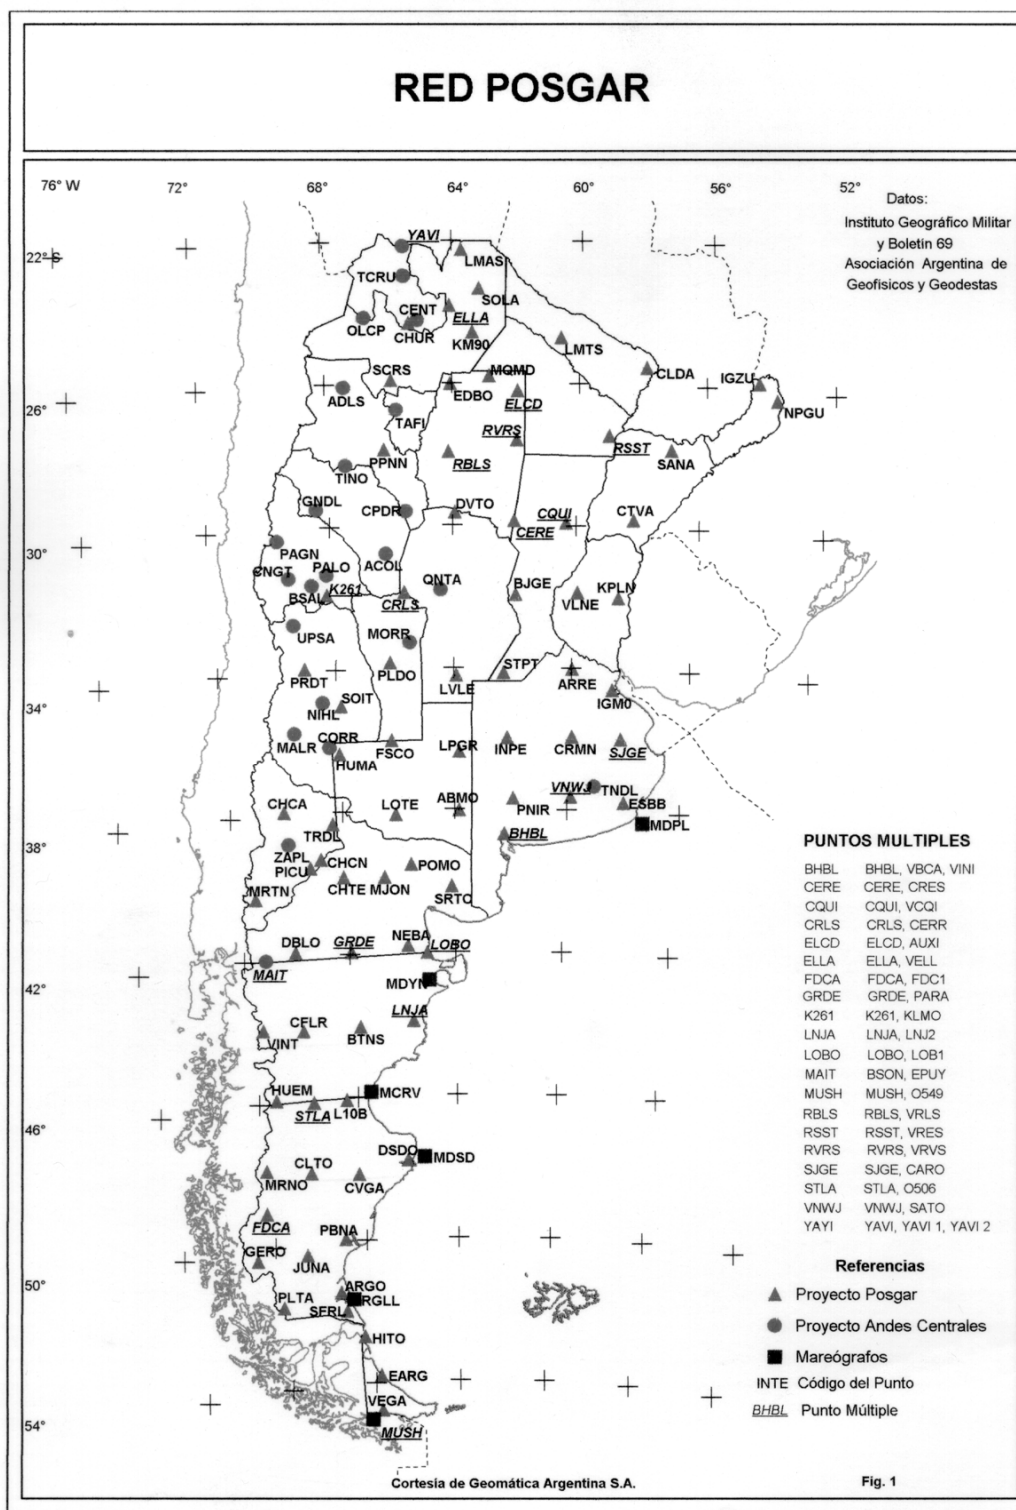 RED POSGAR
76° W 72° 68° 64° 60° 56° 52°
Datos:
Instituto Geográfico Militar
y Boletin 69
Asociación Argentina de
Geofisicos y Geodestas
22° S
YAVI
LMAS
TCRU
SOLA
CENT
ELLA
OLCP
CHUR
KM90
LMTS
SCRS
MQMD
CLDA
IGZU
ADLS
EDBO
ELCD
NPGU
26°
TAFI
RVRS
PPNN
RBLS
RSST
SANA
TINO
GNDL
CPDR
DVTO
CQUI
CTVA
CERE
30°
PAGN
CNGT
PALO
ACOL
QNTA
BJGE
KPLN
BSAL
K261
CRLS
VLNE
UPSA
MORR
PRDT
PLDO
LVLE
STPT
ARRE
SOIT
IGM0
34°
NIHL
MALR
CORR
HUMA
FSCO
LPGR
INPE
CRMN
SJGE
CHCA
LOTE
ABMO
VNWJ
TNDL
PNIR
ESBB
MDPL
TRDL
BHBL
38°
ZAPL
PICU
CHCN
POMO
MRTN
CHTE
MJON
SRTC
DBLO
GRDE
NEBA
LOBO
MAIT
MDYN
42°
CFLR
LNJA
VINT
BTNS
HUEM
MCRV
STLA
L10B
46°
DSDO
MDSD
CLTO
MRNO
CVGA
FDCA
PBNA
GERO
JUNA
50°
PLTA
ARGO
RGLL
SFRL
HITO
EARG
VEGA
54°
MUSH
PUNTOS MULTIPLES
BHBL BHBL, VBCA, VINI
CERE CERE, CRES
CQUI CQUI, VCQI
CRLS CRLS, CERR
ELCD ELCD, AUXI
ELLA ELLA, VELL
FDCA FDCA, FDC1
GRDE GRDE, PARA
K261 K261, KLMO
LNJA LNJA, LNJ2
LOBO LOBO, LOB1
MAIT BSON, EPUY
MUSH MUSH, O549
RBLS RBLS, VRLS
RSST RSST, VRES
RVRS RVRS, VRVS
SJGE SJGE, CARO
STLA STLA, O506
VNWJ VNWJ, SATO
YAYI YAVI, YAVI 1, YAVI 2
Referencias
Proyecto Posgar
Proyecto Andes Centrales
Mareógrafos
INTE Código del Punto
BHBL Punto Múltiple
Cortesia de Geomática Argentina S.A.
Fig. 1